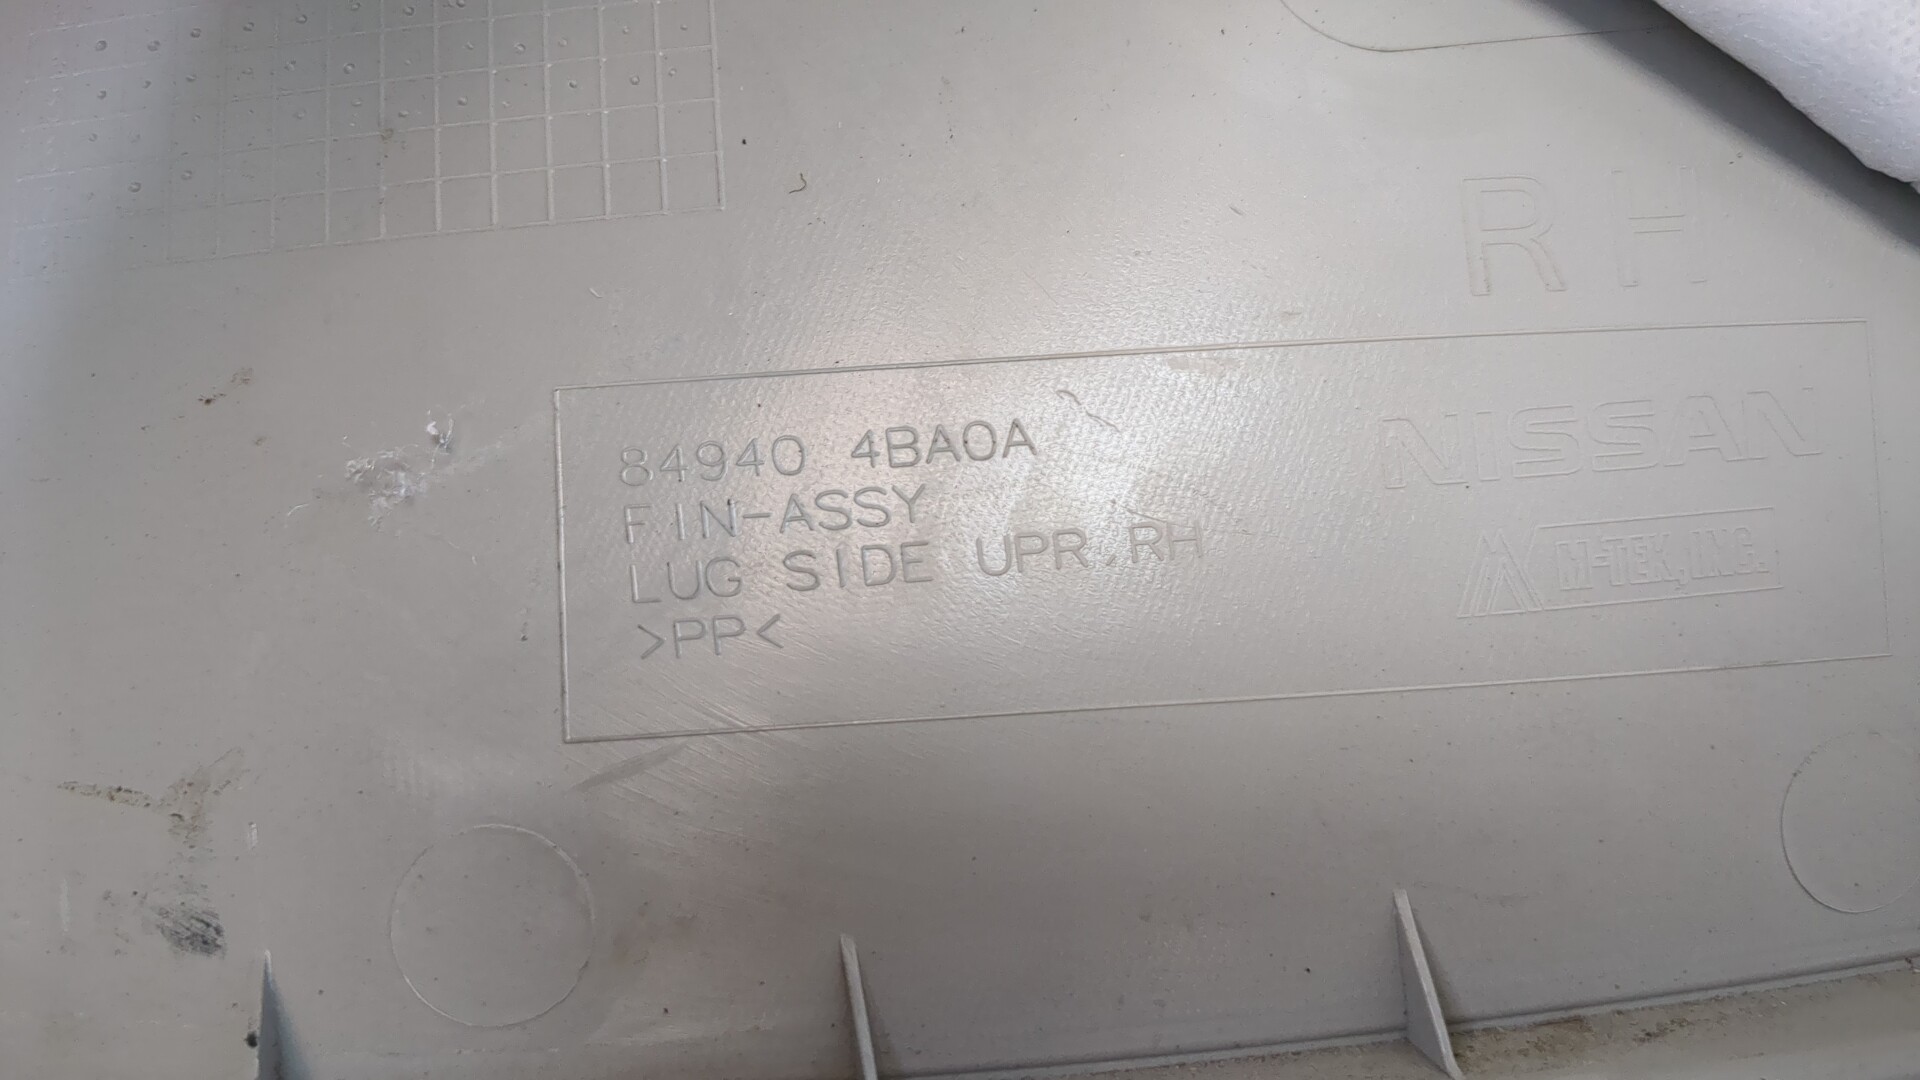 RH
84940 4BA0A
FIN-ASSY
LUG SIDE UPR,RH
>PP<
NISSAN
M-TEK, INC.